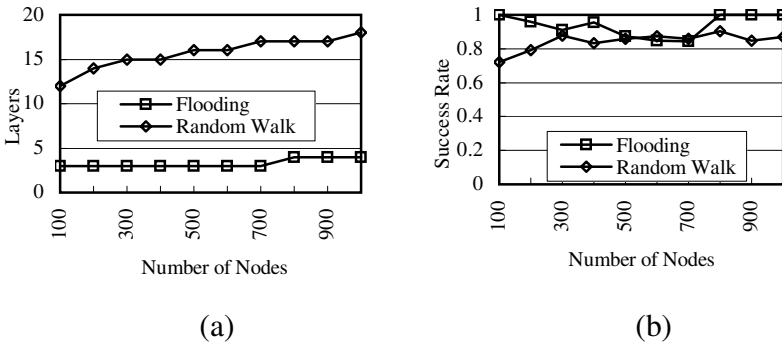 20
15
10
5
0
Layers
Flooding
Random Walk
100
300
500
700
900
Number of Nodes
(a)
1
0.8
0.6
0.4
0.2
0
Success Rate
Flooding
Random Walk
100
300
500
700
900
Number of Nodes
(b)